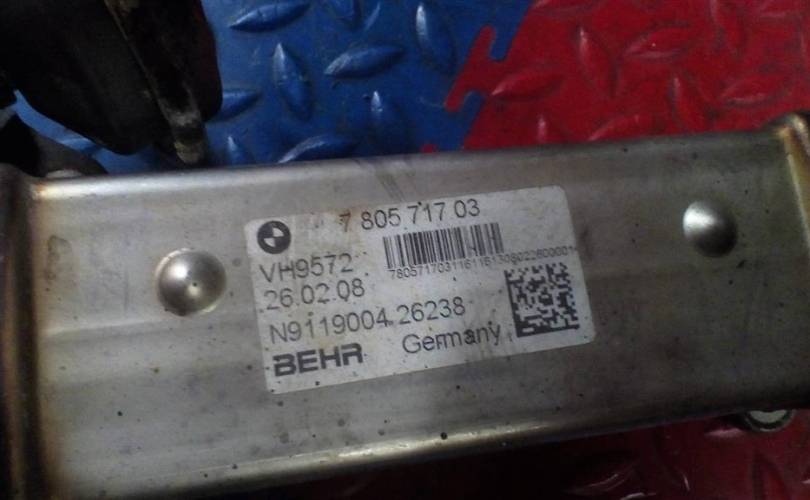 7 805 717 03
VH9572
26.02.08
N9119004 26238
BEHR Germany